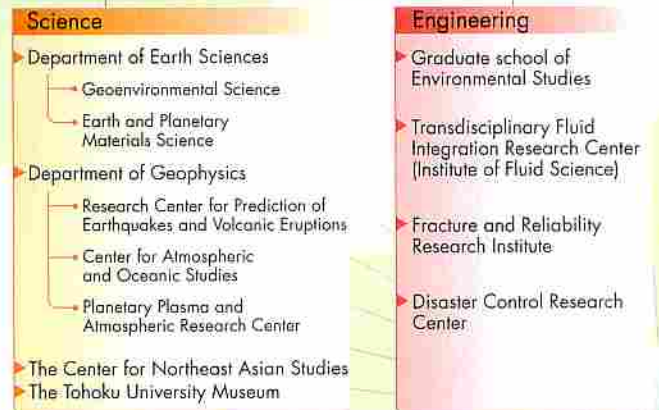 Science
Department of Earth Sciences
Geoenvironmental Science
Earth and Planetary
Materials Science
Department of Geophysics
Research Center for Prediction of
Earthquakes and Volcanic Eruptions
Center for Atmospheric
and Oceanic Studies
Planetary Plasma and
Atmospheric Research Center
The Center for Northeast Asian Studies
The Tohoku University Museum
Engineering
Graduate school of
Environmental Studies
Transdisciplinary Fluid
Integration Research Center
(Institute of Fluid Science)
Fracture and Reliability
Research Institute
Disaster Control Research
Center